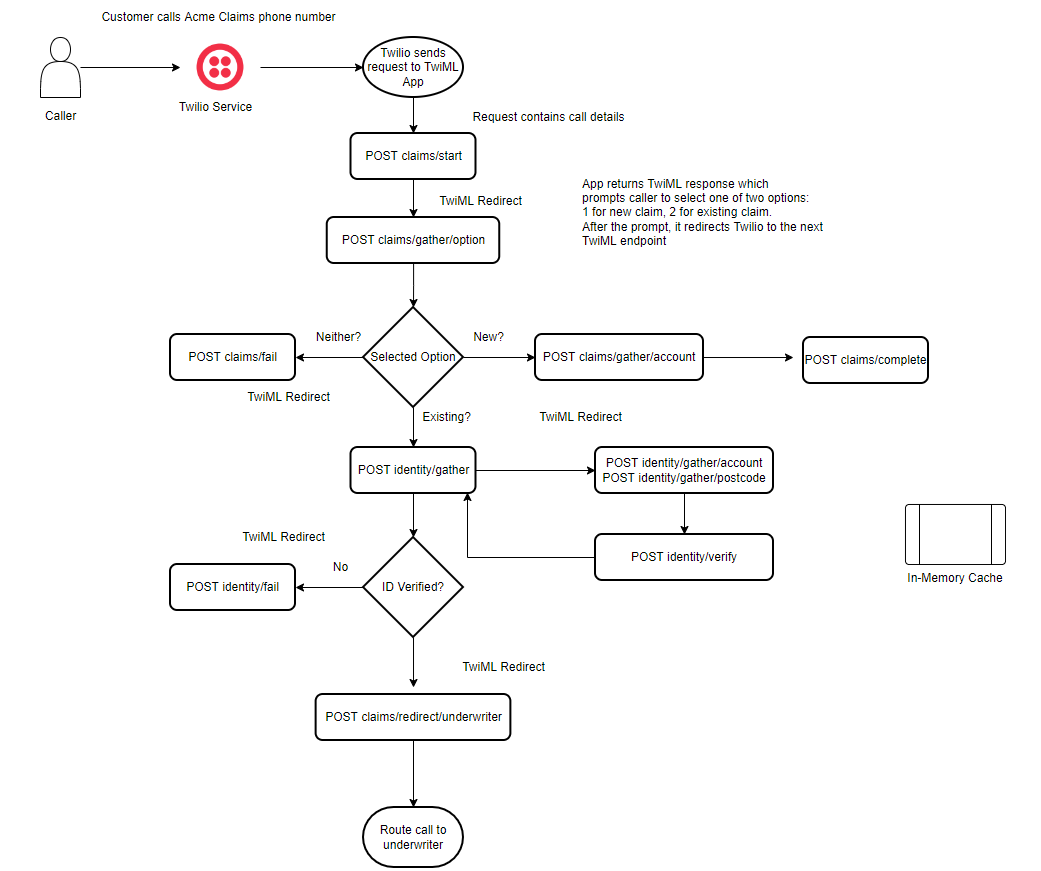 Customer calls Acme Claims phone number
Twilio sends
request to TwiML
App
Caller
Twilio Service
Request contains call details
POST claims/start
TwiML Redirect
App returns TwiML response which
prompts caller to select one of two options:
1 for new claim, 2 for existing claim.
After the prompt, it redirects Twilio to the next
TwiML endpoint
POST claims/gather/option
Neither?
New?
POST claims/fail
Selected Option
POST claims/gather/account
POST claims/complete
TwiML Redirect
Existing?
TwiML Redirect
POST identity/gather
POST identity/gather/account
POST identity/gather/postcode
TwiML Redirect
POST identity/verify
No
POST identity/fail
ID Verified?
In-Memory Cache
TwiML Redirect
POST claims/redirect/underwriter
Route call to
underwriter